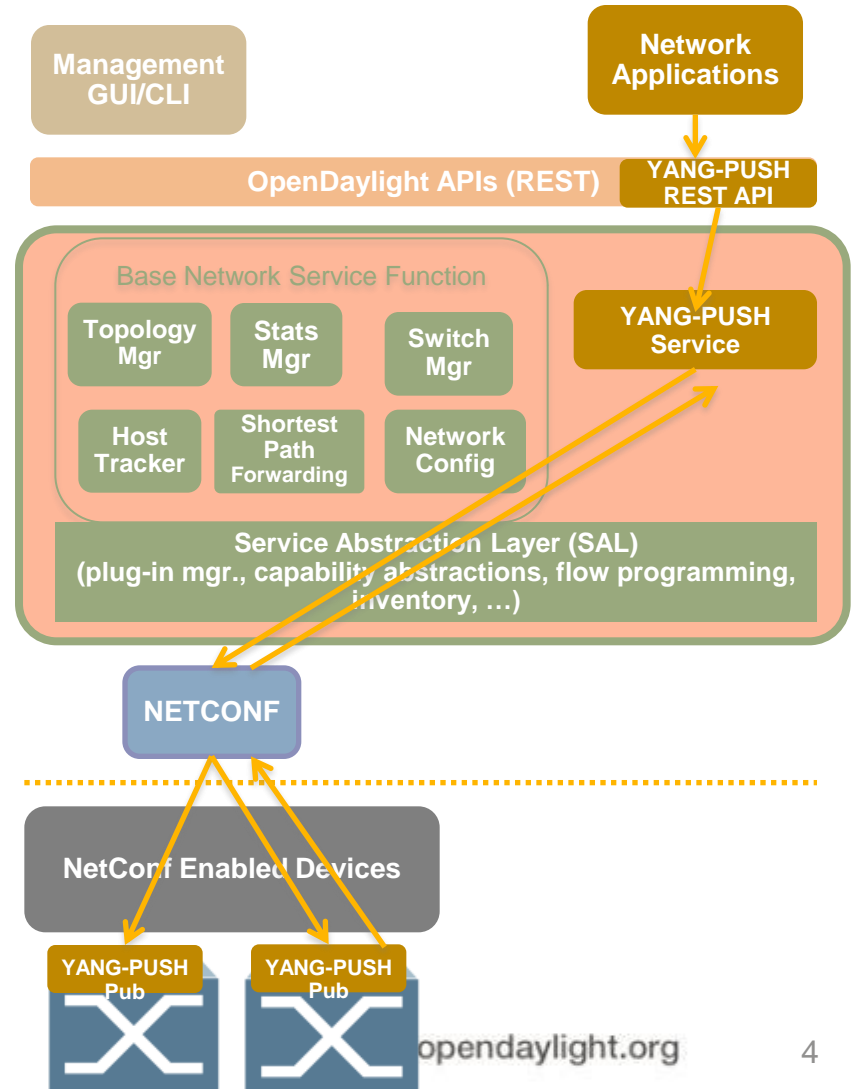 Management
GUI/CLI
Network
Applications
OpenDaylight APIs (REST)
YANG-PUSH
REST API
Base Network Service Function
Topology
Mgr
Stats
Mgr
Switch
Mgr
YANG-PUSH
Service
Host
Tracker
Shortest
Path
Forwarding
Network
Config
Service Abstraction Layer (SAL)
(plug-in mgr., capability abstractions, flow programming,
inventory, …)
NETCONF
NetConf Enabled Devices
YANG-PUSH
Pub
YANG-PUSH
Pub
opendaylight.org
4